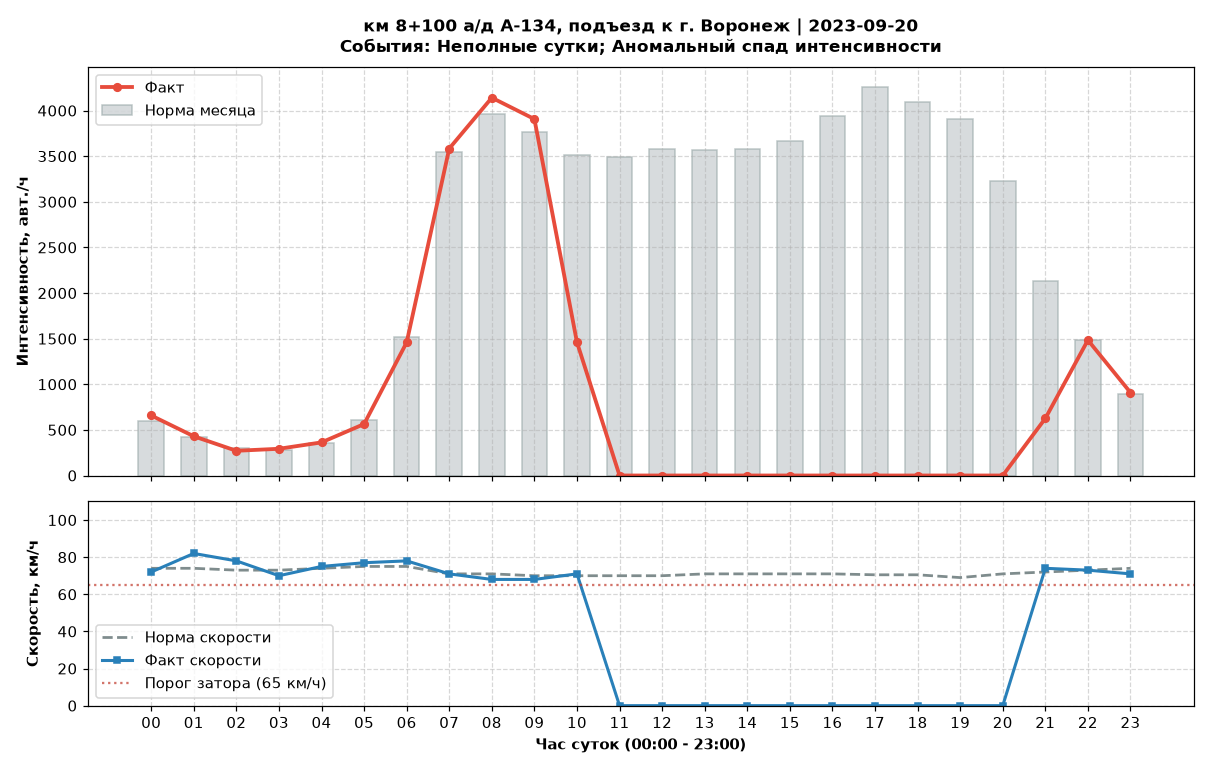 км 8+100 а/д А-134, подъезд к г. Воронеж | 2023-09-20
События: Неполные сутки; Аномальный спад интенсивности
Интенсивность, авт./ч
4000
3500
3000
2500
2000
1500
1000
500
0
Факт
Норма месяца
Скорость, км/ч
100
80
60
40
20
0
Норма скорости
Факт скорости
Порог затора (65 км/ч)
00 01 02 03 04 05 06 07 08 09 10 11 12 13 14 15 16 17 18 19 20 21 22 23
Час суток (00:00 - 23:00)